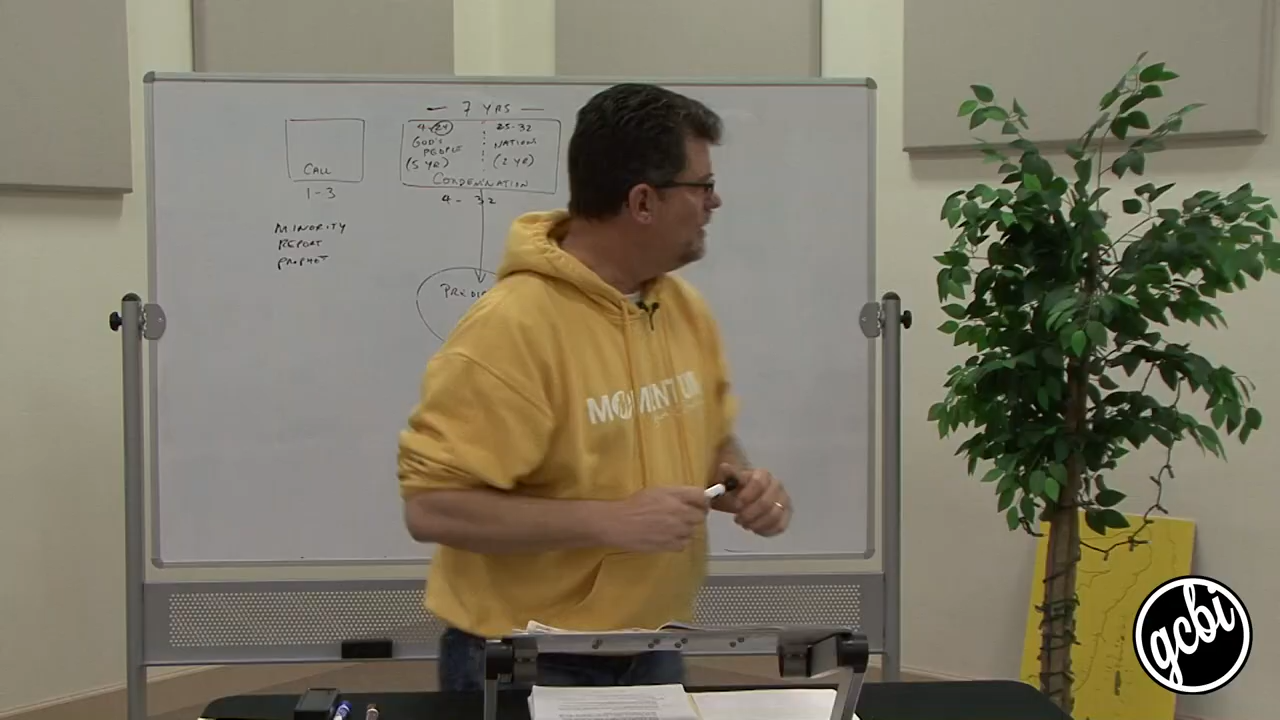 7 YRS
4-24
25-32
GOD'S
PEOPLE
NATIONS
(5 YR)
(2 YR)
CALL
CONDEMNATION
1-3
4 - 32
MINORITY
REPORT
PROPHET
MOMENTUM
gcbi